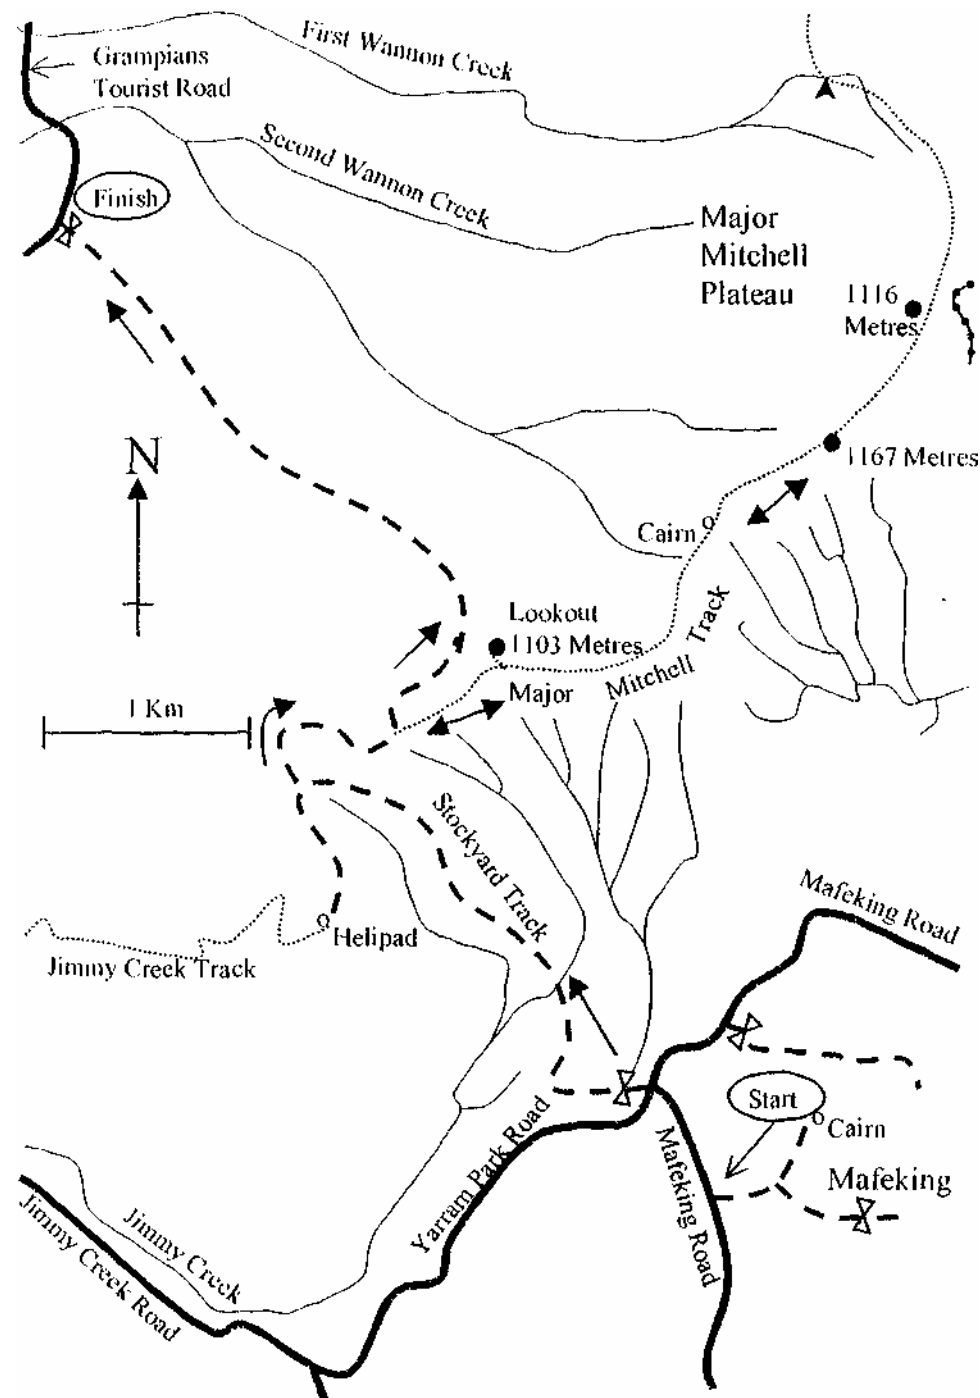 First Wannon Creek
Grampians
Tourist Road
Second Wannon Creek
Finish
Major
Mitchell
Plateau
1116
Metres
N
1167 Metres
Cairn
Lookout
1103 Metres
Major Mitchell Track
1 Km
Stockyard Track
Mafeking Road
Helipad
Jimmy Creek Track
Start
Cairn
Yarram Park Road
Mafeking Road
Mafeking
Jimmy Creek
Jimmy Creek Road